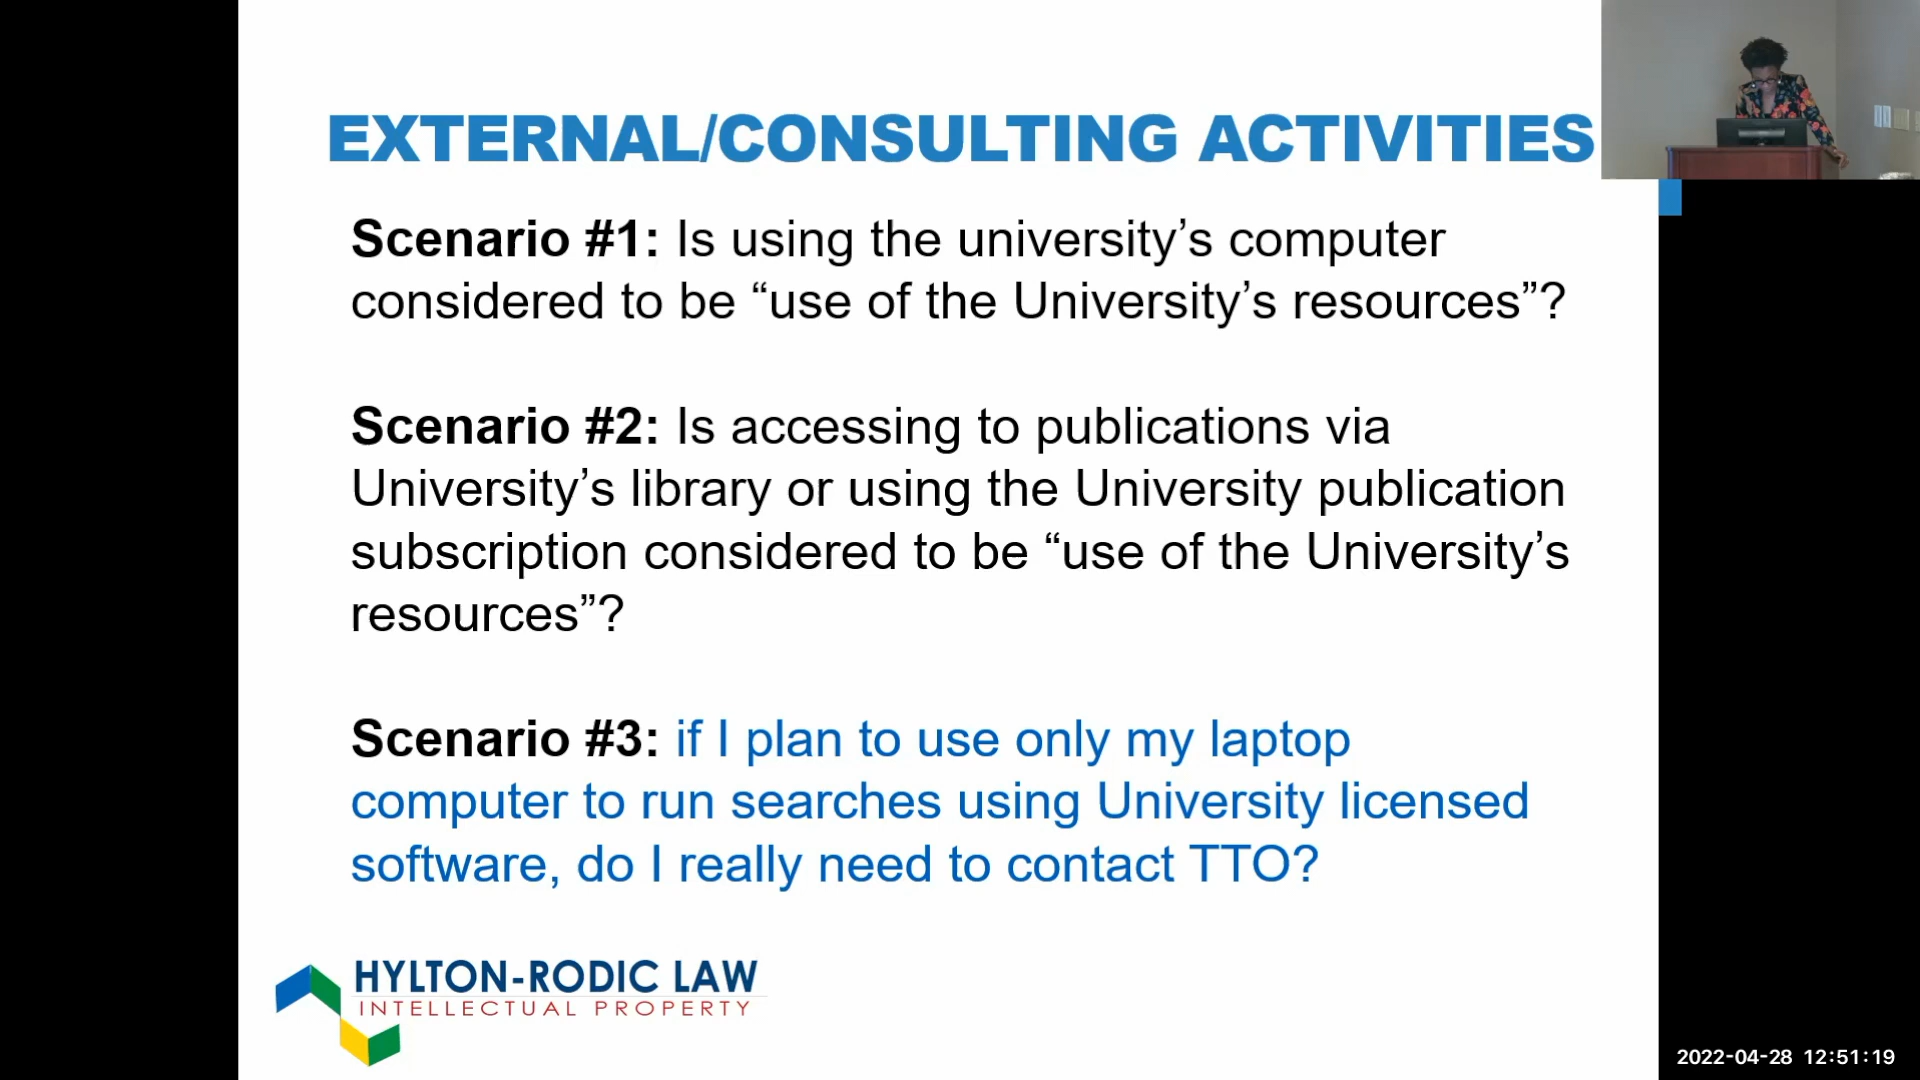 EXTERNAL/CONSULTING ACTIVITIES
Scenario #1: Is using the university’s computer
considered to be “use of the University’s resources”?
Scenario #2: Is accessing to publications via
University’s library or using the University publication
subscription considered to be “use of the University’s
resources”?
Scenario #3: if I plan to use only my laptop
computer to run searches using University licensed
software, do I really need to contact TTO?
HYLTON-RODIC LAW
INTELLECTUAL PROPERTY
2022-04-28 12:51:19